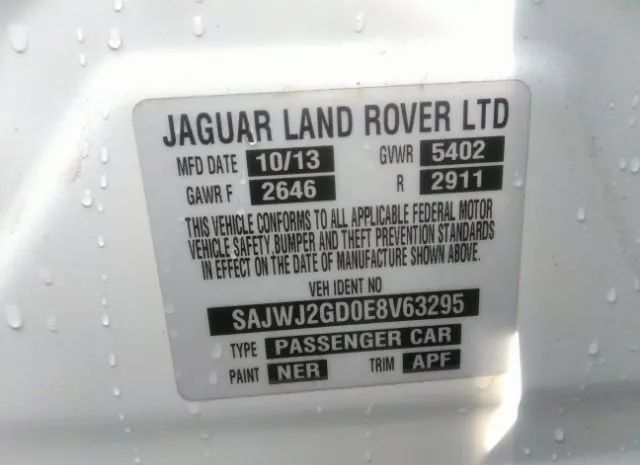 JAGUAR LAND ROVER LTD
MFD DATE 10/13 GVWR 5402
GAWR F 2646 R 2911
THIS VEHICLE CONFORMS TO ALL APPLICABLE FEDERAL MOTOR
VEHICLE SAFETY BUMPER AND THEFT PREVENTION STANDARDS
IN EFFECT ON THE DATE OF MANUFACTURE SHOWN ABOVE.
VEH IDENT NO
SAJWJ2GD0E8V63295
TYPE PASSENGER CAR
PAINT NER TRIM APF